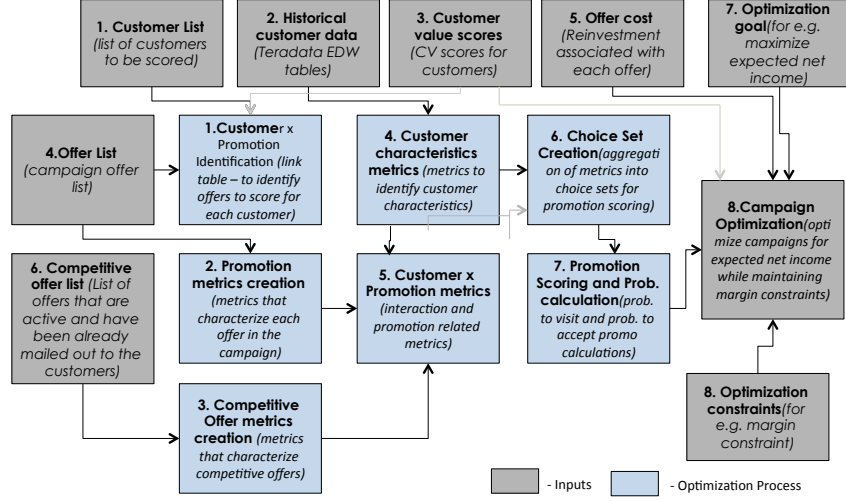 1. Customer List
(list of customers
to be scored)
2. Historical
customer data
(Teradata EDW
tables)
3. Customer
value scores
(CV scores for
customers)
5. Offer cost
(Reinvestment
associated with
each offer)
7. Optimization
goal(for e.g.
maximize
expected net
income)
4.Offer List
(campaign offer
list)
1.Customer x
Promotion
Identification (link
table – to identify
offers to score for
each customer)
4. Customer
characteristics
metrics (metrics to
identify customer
characteristics)
6. Choice Set
Creation(aggregati
on of metrics into
choice sets for
promotion scoring)
8.Campaign
Optimization(opti
mize campaigns for
expected net income
while maintaining
margin constraints)
6. Competitive
offer list (List of
offers that are
active and have
been already
mailed out to the
customers)
2. Promotion
metrics creation
(metrics that
characterize each
offer in the
campaign)
5. Customer x
Promotion metrics
(interaction and
promotion related
metrics)
7. Promotion
Scoring and Prob.
calculation(prob.
to visit and prob. to
accept promo
calculations)
3. Competitive
Offer metrics
creation (metrics
that characterize
competitive offers)
8. Optimization
constraints(for
e.g. margin
constraint)
- Inputs
- Optimization Process